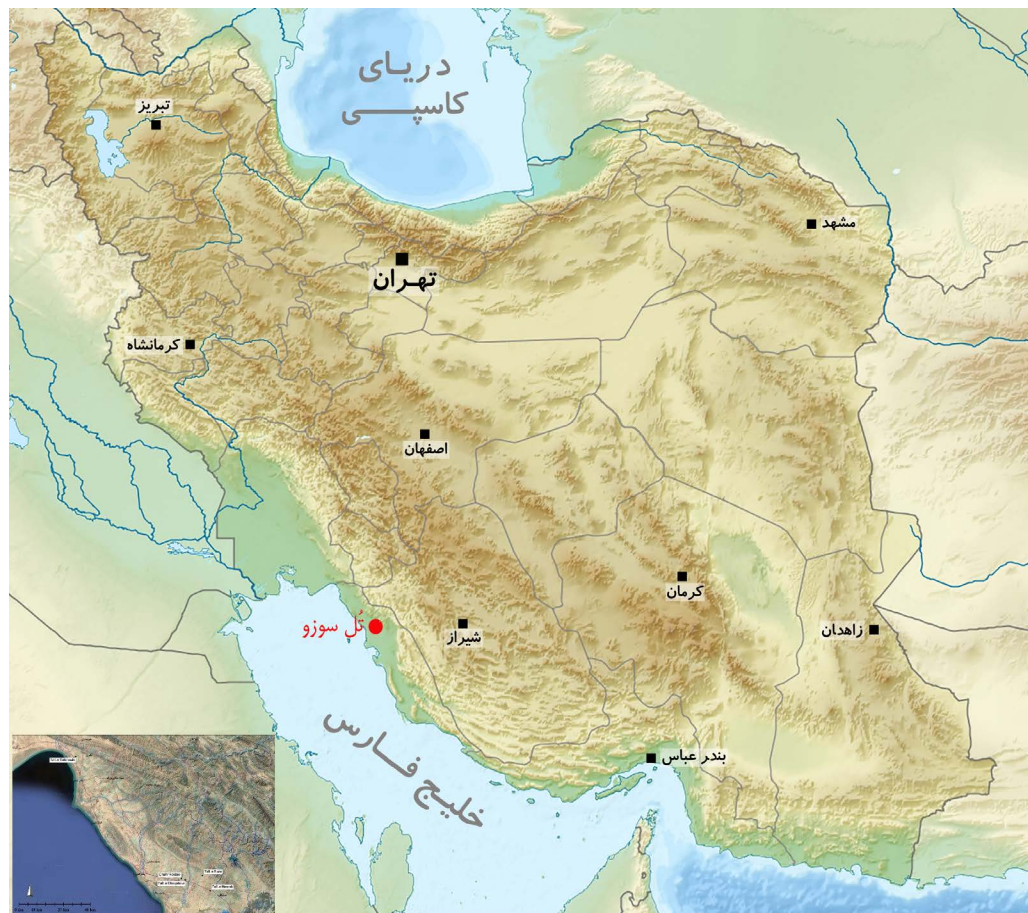 دریای
کاسپی
تبریز
مشهد
تهران
کرمانشاه
اصفهان
کرمان
تُل سوزو
شیراز
زاهدان
خلیج فارس
بندر عباس